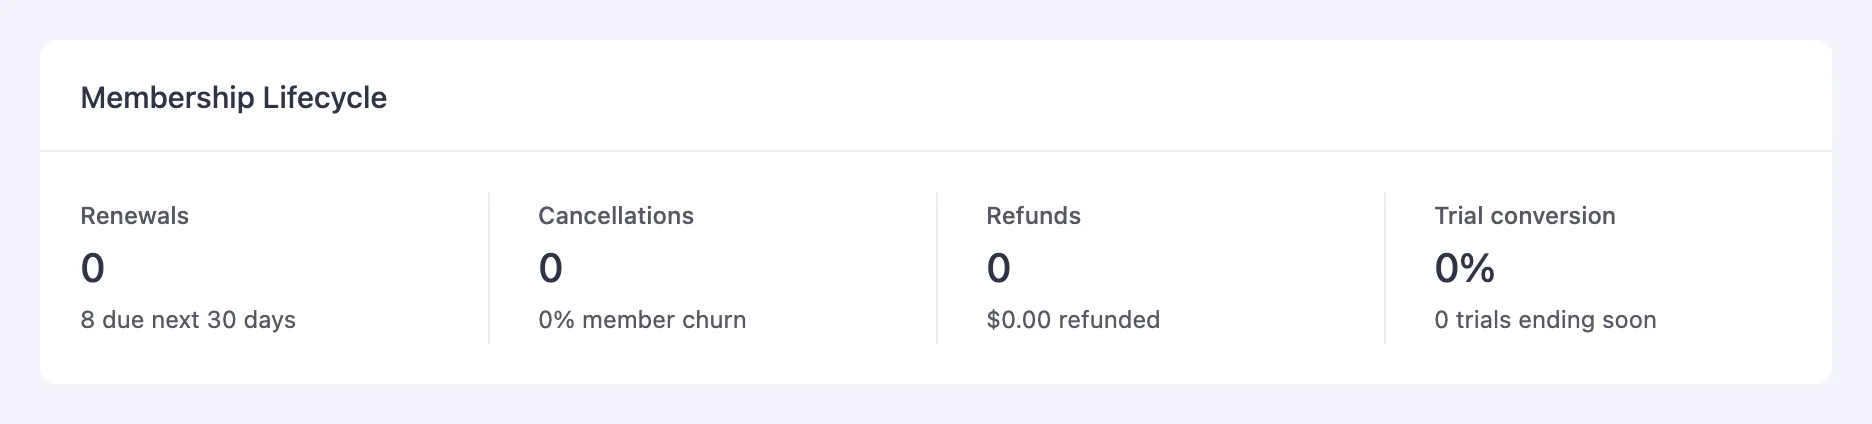 Membership Lifecycle
Renewals
0
8 due next 30 days
Cancellations
0
0% member churn
Refunds
0
$0.00 refunded
Trial conversion
0%
0 trials ending soon